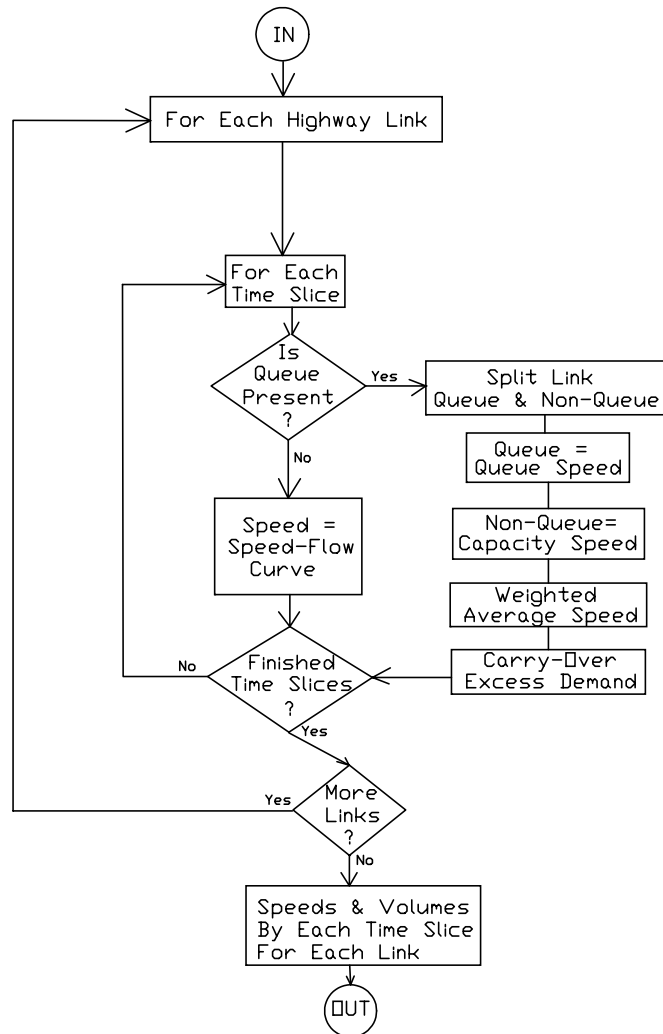 IN
For Each Highway Link
For Each
Time Slice
Is
Queue
Present
?
Yes
Split Link
Queue & Non-Queue
Queue =
Queue Speed
No
Speed =
Speed-Flow
Curve
Non-Queue=
Capacity Speed
Weighted
Average Speed
Carry-Over
Excess Demand
No
Finished
Time Slices
?
Yes
Yes
More
Links
?
No
Speeds & Volumes
By Each Time Slice
For Each Link
OUT